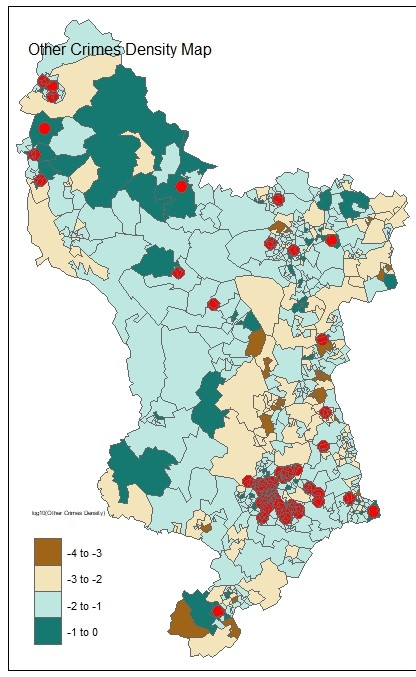 Other Crimes Density Map
log10(Other Crimes Density)
-4 to -3
-3 to -2
-2 to -1
-1 to 0